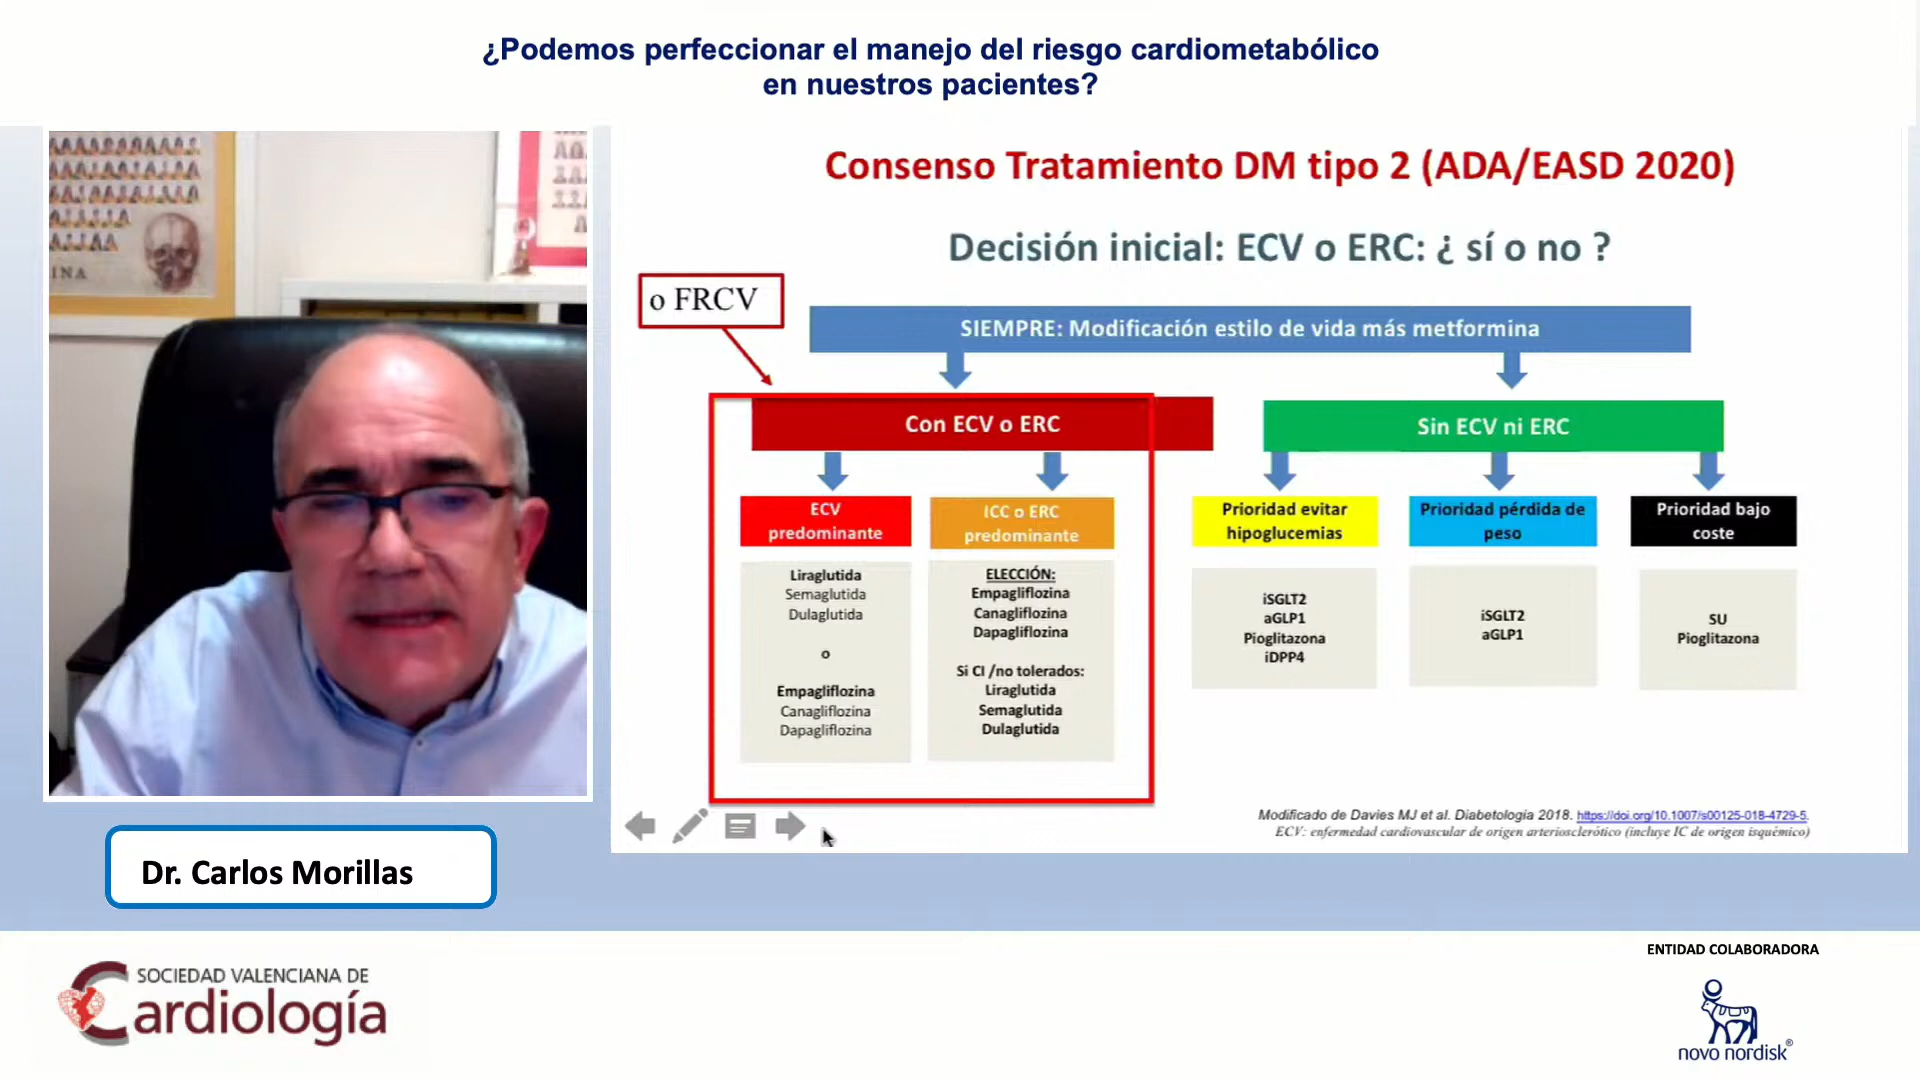 ¿Podemos perfeccionar el manejo del riesgo cardiometabólico
en nuestros pacientes?
INA
Consenso Tratamiento DM tipo 2 (ADA/EASD 2020)
Decisión inicial: ECV o ERC: ¿ sí o no ?
o FRCV
SIEMPRE: Modificación estilo de vida más metformina
Con ECV o ERC
Sin ECV ni ERC
ECV
predominante
ICC o ERC
predominante
Prioridad evitar
hipoglucemias
Prioridad pérdida de
peso
Prioridad bajo
coste
Liraglutida
Semaglutida
Dulaglutida
o
Empagliflozina
Canagliflozina
Dapagliflozina
ELECCIÓN:
Empagliflozina
Canagliflozina
Dapagliflozina
Si CI /no tolerados:
Liraglutida
Semaglutida
Dulaglutida
iSGLT2
aGLP1
Pioglitazona
iDPP4
iSGLT2
aGLP1
SU
Pioglitazona
Modificado de Davies MJ et al. Diabetologia 2018. https://doi.org/10.1007/s00125-018-4729-5.
ECV: enfermedad cardiovascular de origen arteriosclerótico (incluye IC de origen isquémico)
Dr. Carlos Morillas
SOCIEDAD VALENCIANA DE
Cardiología
ENTIDAD COLABORADORA
novo nordisk®